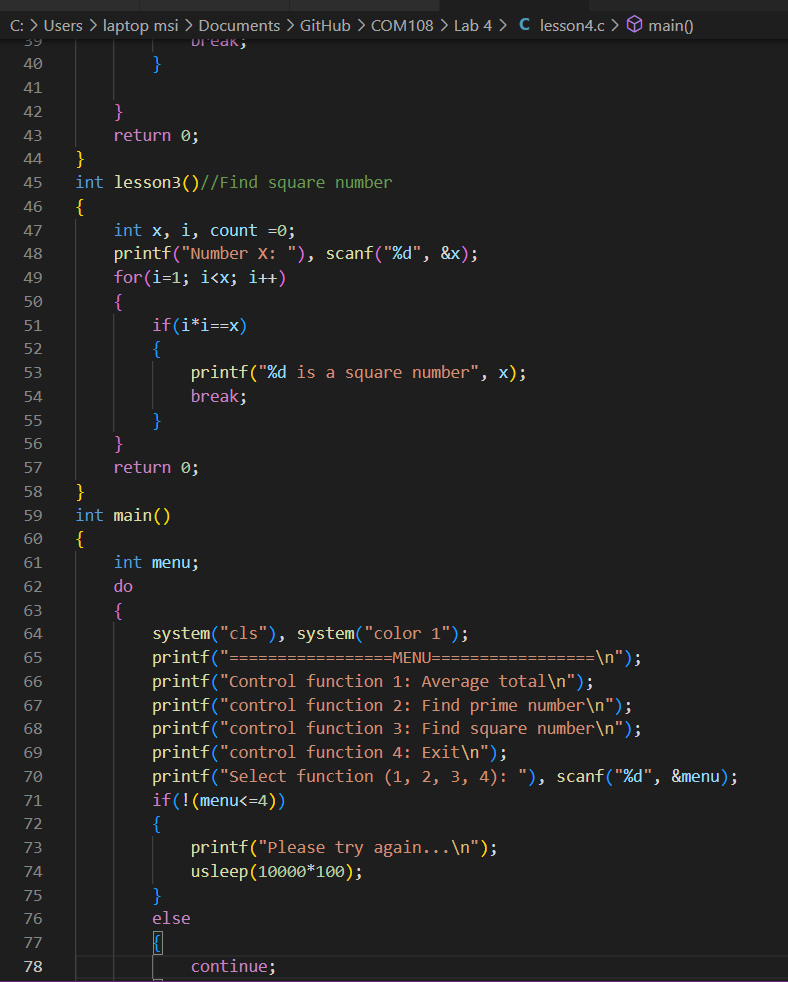 C: > Users > laptop msi > Documents > GitHub > COM108 > Lab 4 > C lesson4.c > main()
39 break;
40 }
41
42 }
43 return 0;
44 }
45 int lesson3()//Find square number
46 {
47 int x, i, count =0;
48 printf("Number X: "), scanf("%d", &x);
49 for(i=1; i<x; i++)
50 {
51 if(i*i==x)
52 {
53 printf("%d is a square number", x);
54 break;
55 }
56 }
57 return 0;
58 }
59 int main()
60 {
61 int menu;
62 do
63 {
64 system("cls"), system("color 1");
65 printf("=================MENU=================\n");
66 printf("Control function 1: Average total\n");
67 printf("control function 2: Find prime number\n");
68 printf("control function 3: Find square number\n");
69 printf("control function 4: Exit\n");
70 printf("Select function (1, 2, 3, 4): "), scanf("%d", &menu);
71 if(!(menu<=4))
72 {
73 printf("Please try again...\n");
74 usleep(10000*100);
75 }
76 else
77 {
78 continue;